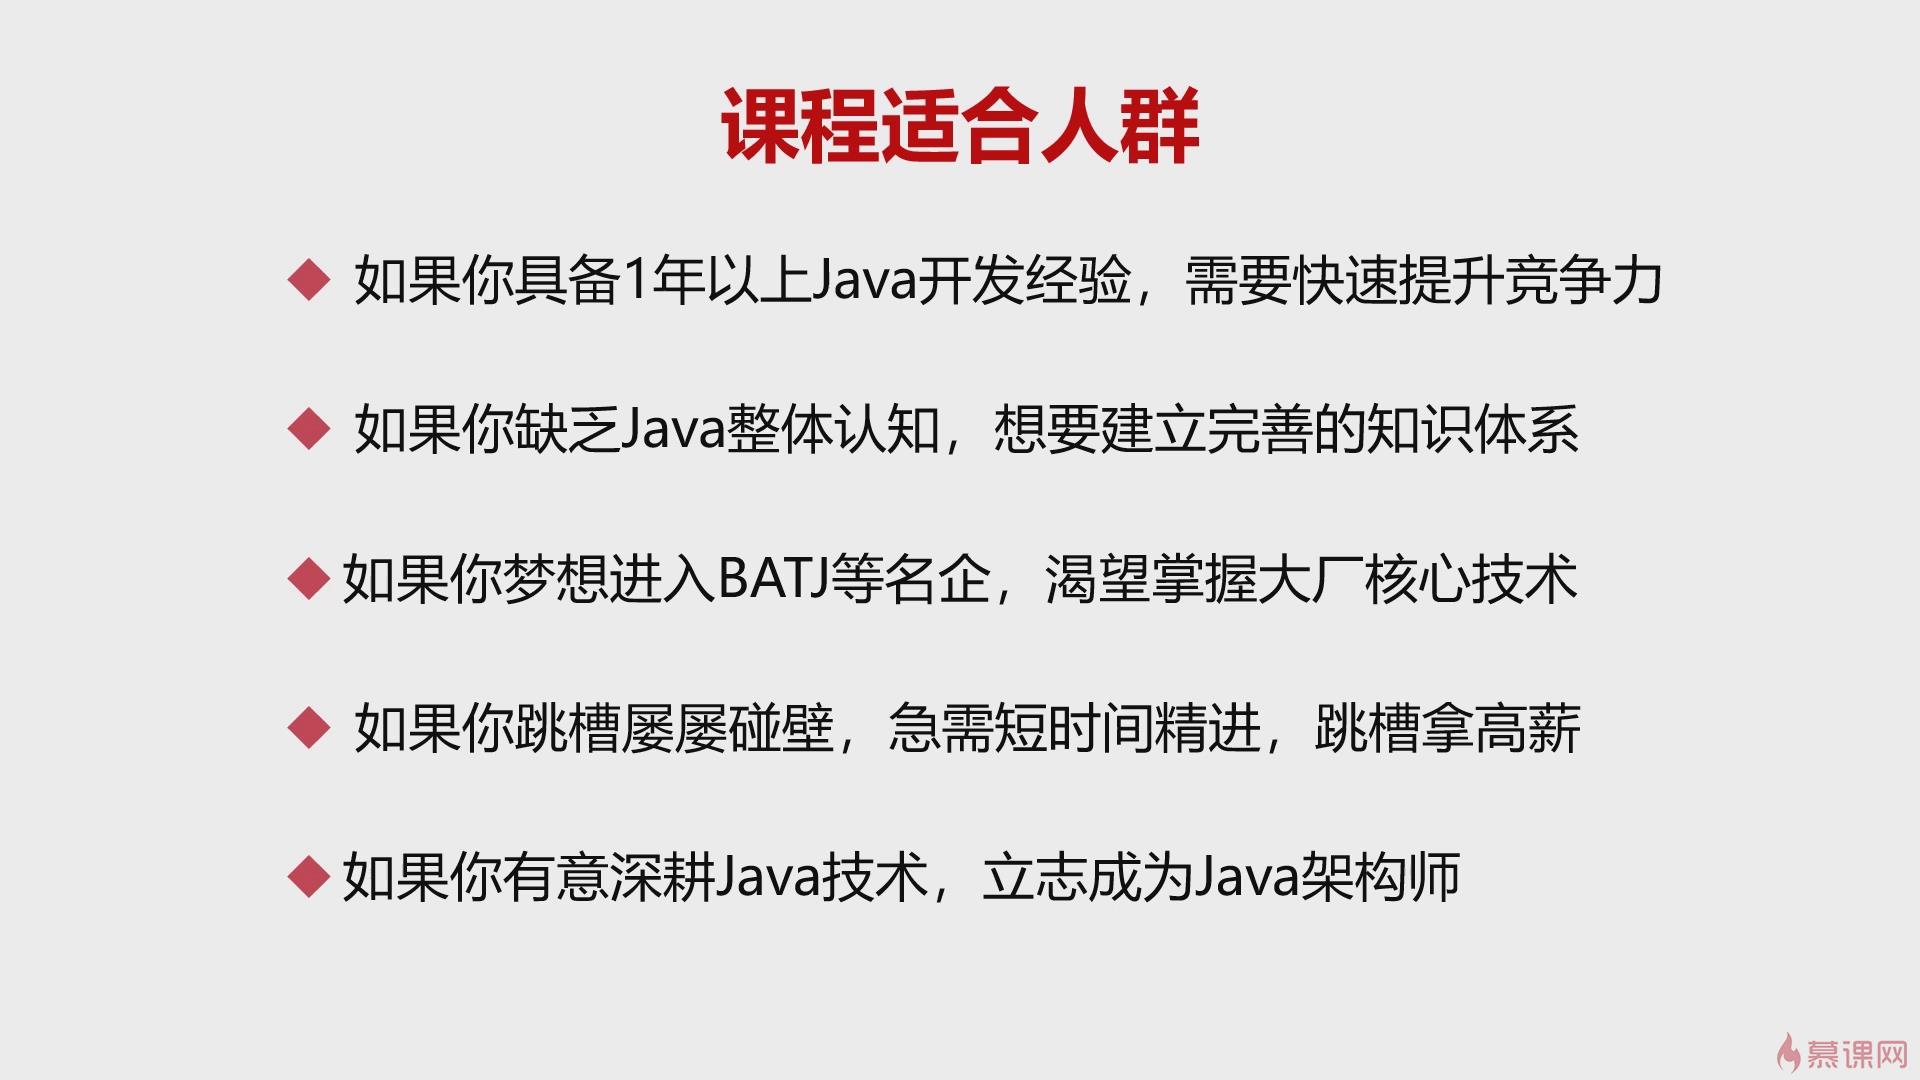 课程适合人群
如果你具备1年以上Java开发经验，需要快速提升竞争力
如果你缺乏Java整体认知，想要建立完善的知识体系
如果你梦想进入BATJ等名企，渴望掌握大厂核心技术
如果你跳槽屡屡碰壁，急需短时间精进，跳槽拿高薪
如果你有意深耕Java技术，立志成为Java架构师
慕课网